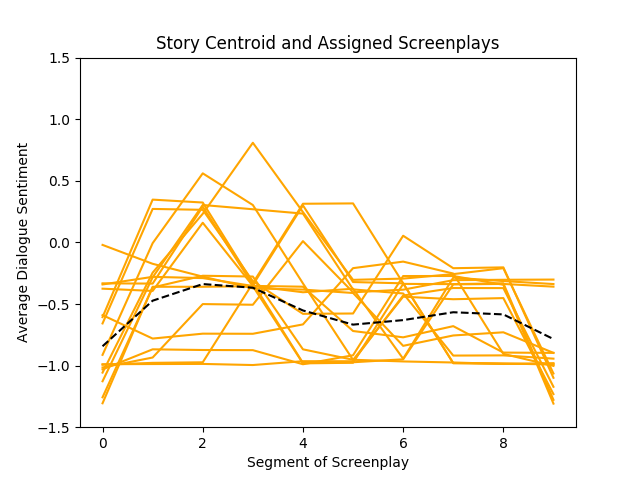 Story Centroid and Assigned Screenplays
1.5
1.0
0.5
0.0
−0.5
−1.0
−1.5
Average Dialogue Sentiment
0 2 4 6 8
Segment of Screenplay